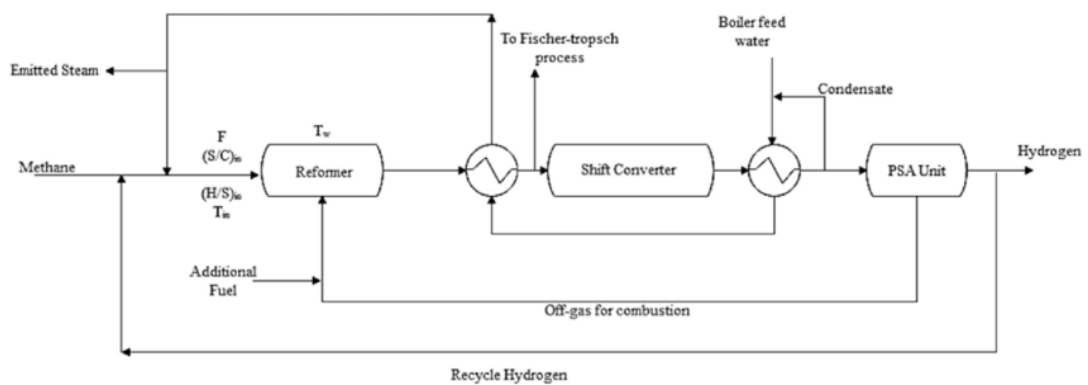 To Fischer-tropsch
process
Boiler feed
water
Emitted Steam
Condensate
F
(S/C)in
Tw
Methane
Reformer
Shift Converter
PSA Unit
Hydrogen
(H/S)in
Tin
Additional
Fuel
Off-gas for combustion
Recycle Hydrogen